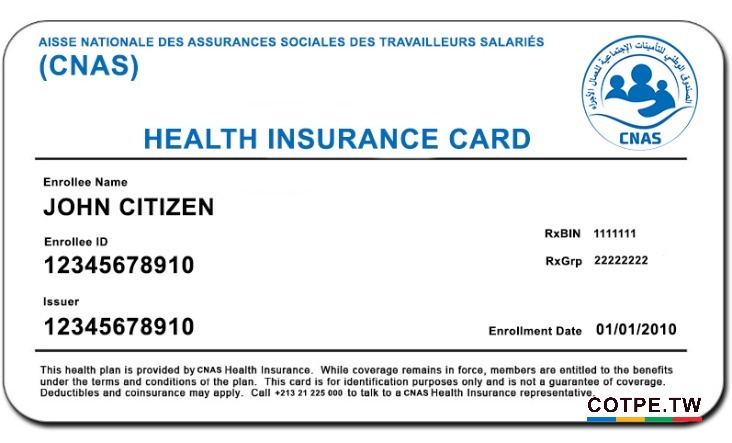 AISSE NATIONALE DES ASSURANCES SOCIALES DES TRAVAILLEURS SALARIÉS
(CNAS)
الصندوق الوطني للتأمينات الإجتماعية للعمال الأجراء
CNAS
HEALTH INSURANCE CARD
Enrollee Name
JOHN CITIZEN
Enrollee ID
12345678910
RxBIN 1111111
RxGrp 22222222
Issuer
12345678910
Enrollment Date 01/01/2010
This health plan is provided by CNAS Health Insurance. While coverage remains in force, members are entitled to the benefits
under the terms and conditions of the plan. This card is for identification purposes only and is not a guarantee of coverage.
Deductibles and coinsurance may apply. Call +213 21 225 000 to talk to a CNAS Health Insurance representative.
COTPE.TW